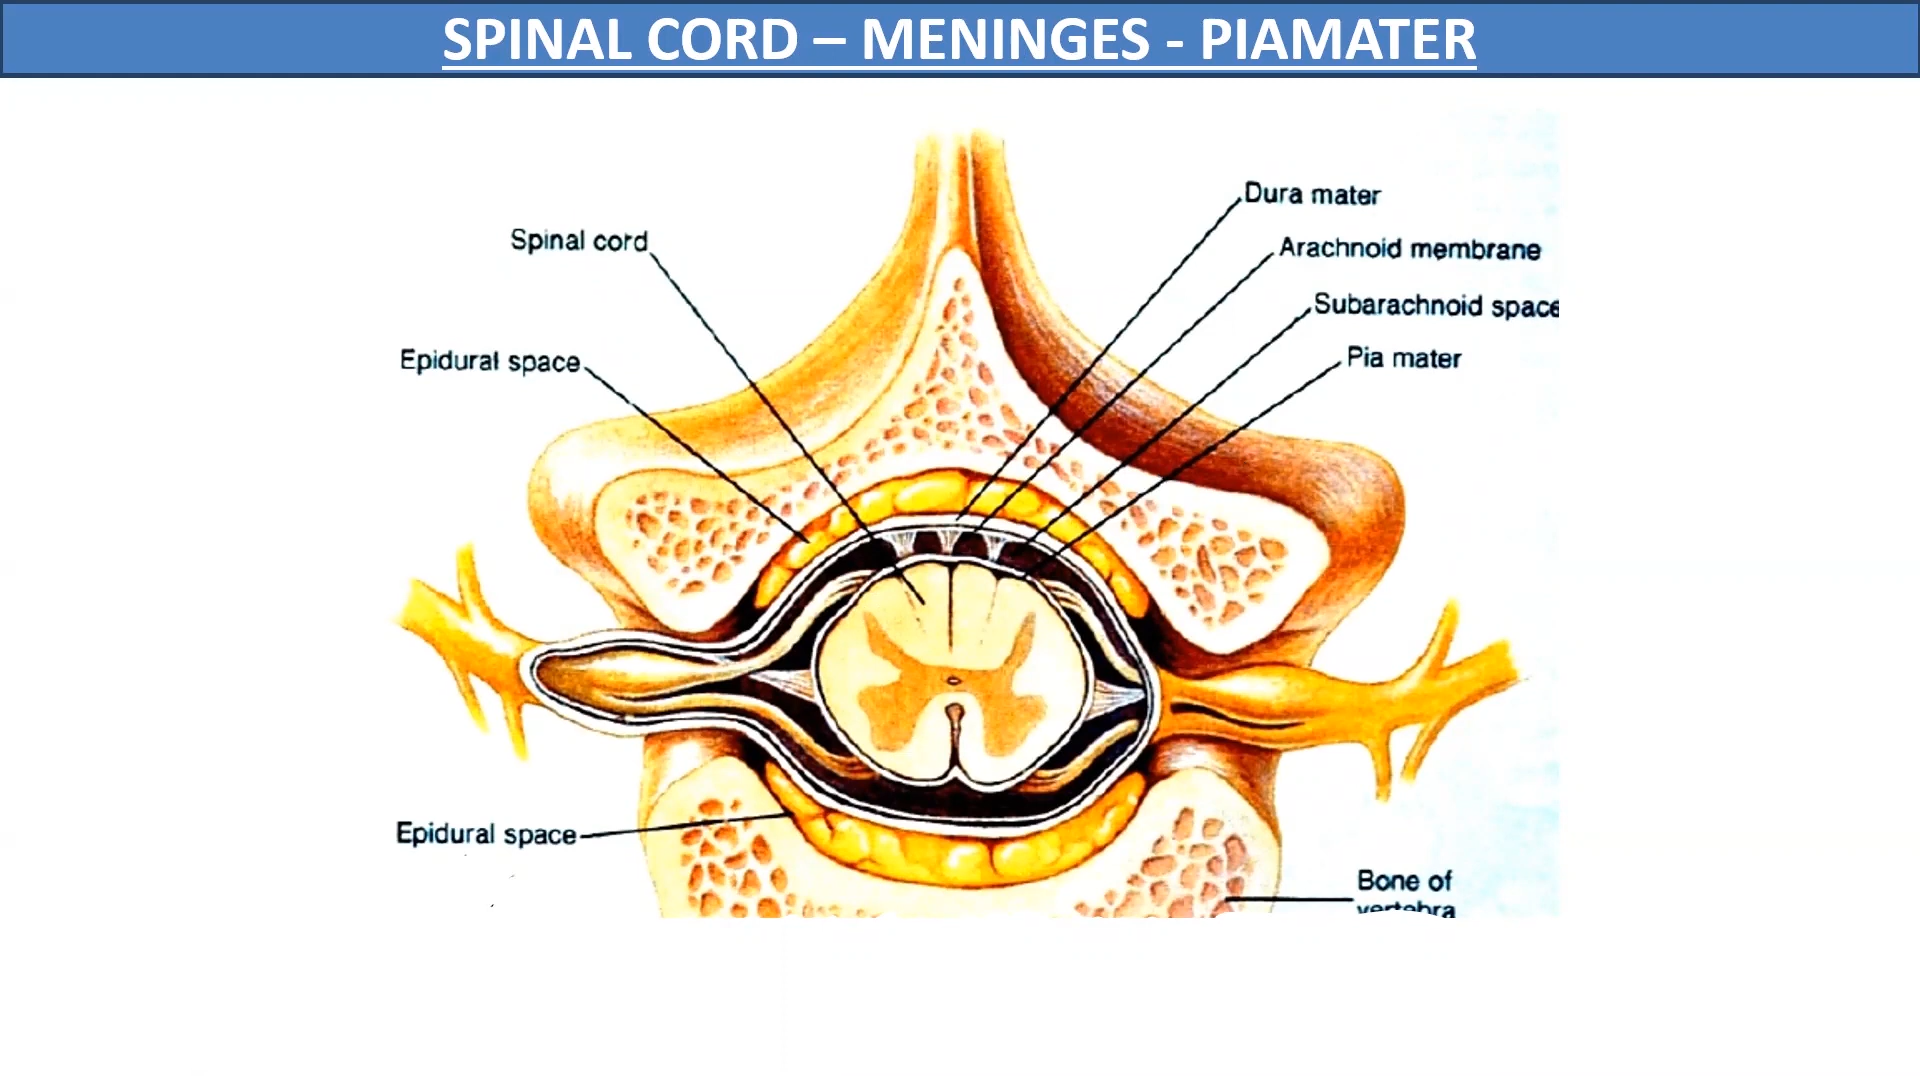 SPINAL CORD – MENINGES - PIAMATER
Dura mater
Spinal cord
Arachnoid membrane
Subarachnoid space
Epidural space
Pia mater
Epidural space
Bone of
vertebra